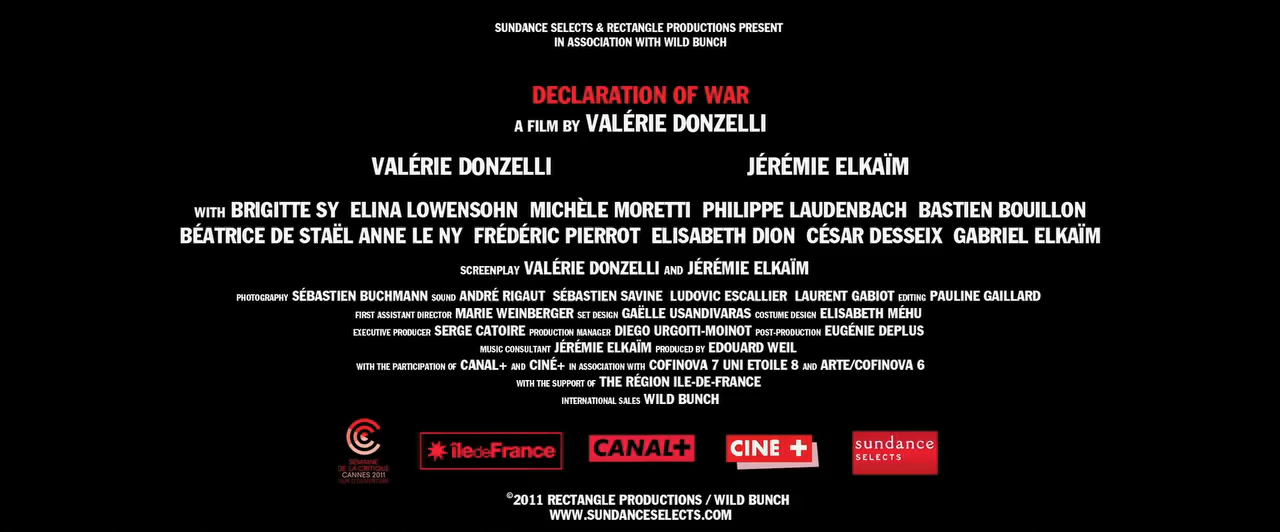 SUNDANCE SELECTS & RECTANGLE PRODUCTIONS PRESENT
IN ASSOCIATION WITH WILD BUNCH
DECLARATION OF WAR
A FILM BY VALÉRIE DONZELLI
VALÉRIE DONZELLI JÉRÉMIE ELKAÏM
WITH BRIGITTE SY ELINA LOWENSOHN MICHÈLE MORETTI PHILIPPE LAUDENBACH BASTIEN BOUILLON
BÉATRICE DE STAËL ANNE LE NY FRÉDÉRIC PIERROT ELISABETH DION CÉSAR DESSEIX GABRIEL ELKAÏM
SCREENPLAY VALÉRIE DONZELLI AND JÉRÉMIE ELKAÏM
PHOTOGRAPHY SÉBASTIEN BUCHMANN SOUND ANDRÉ RIGAUT SÉBASTIEN SAVINE LUDOVIC ESCALLIER LAURENT GABIOT EDITING PAULINE GAILLARD
FIRST ASSISTANT DIRECTOR MARIE WEINBERGER SET DESIGN GAËLLE USANDIVARAS COSTUME DESIGN ELISABETH MÉHU
EXECUTIVE PRODUCER SERGE CATOIRE PRODUCTION MANAGER DIEGO URGOITI-MOINOT POST-PRODUCTION EUGÉNIE DEPLUS
MUSIC CONSULTANT JÉRÉMIE ELKAÏM PRODUCED BY EDOUARD WEIL
WITH THE PARTICIPATION OF CANAL+ AND CINÉ+ IN ASSOCIATION WITH COFINOVA 7 UNI ETOILE 8 AND ARTE/COFINOVA 6
WITH THE SUPPORT OF THE RÉGION ILE-DE-FRANCE
INTERNATIONAL SALES WILD BUNCH
SEMAINE
DE LA CRITIQUE
CANNES 2011
îledeFrance
CANAL+
CINÉ +
sundance
SELECTS
©2011 RECTANGLE PRODUCTIONS / WILD BUNCH
WWW.SUNDANCESELECTS.COM